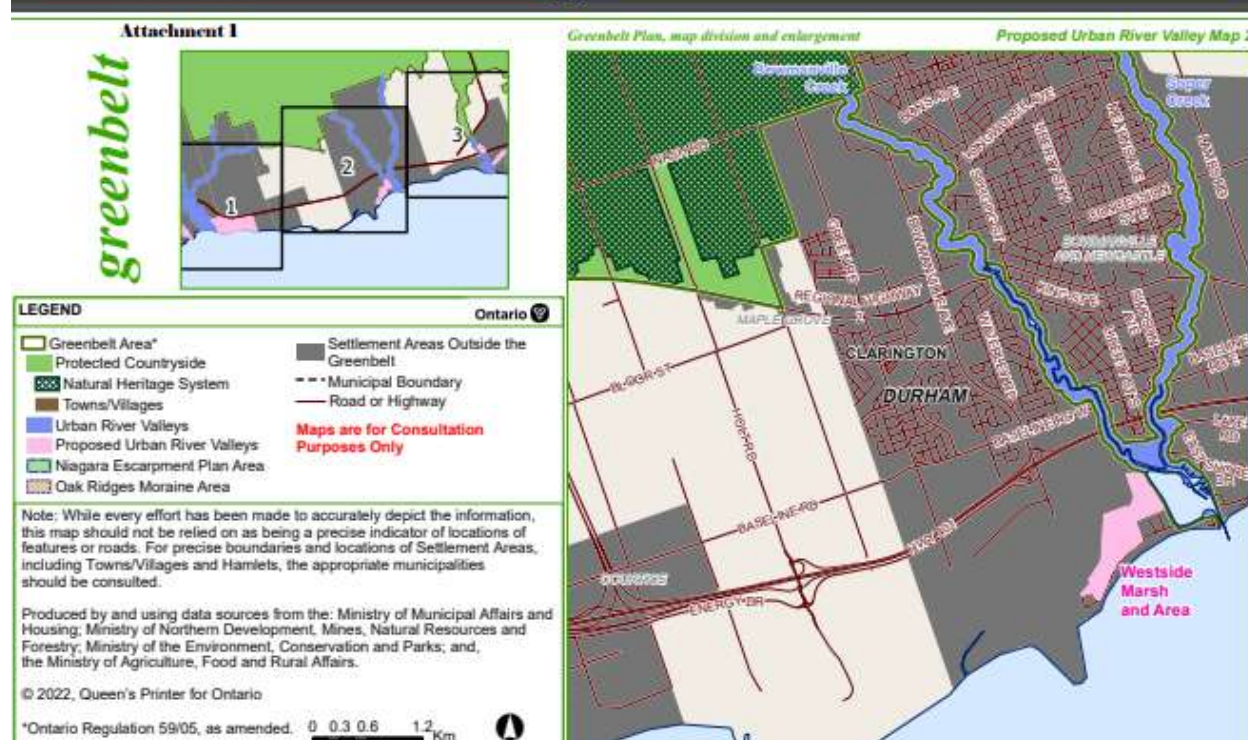 Attachment 1
greenbelt
1
2
3
LEGEND
Ontario
Greenbelt Area*
Protected Countryside
Natural Heritage System
Towns/Villages
Urban River Valleys
Proposed Urban River Valleys
Niagara Escarpment Plan Area
Oak Ridges Moraine Area
Settlement Areas Outside the
Greenbelt
Municipal Boundary
Road or Highway
Maps are for Consultation
Purposes Only
Note: While every effort has been made to accurately depict the information,
this map should not be relied on as being a precise indicator of locations of
features or roads. For precise boundaries and locations of Settlement Areas,
including Towns/Villages and Hamlets, the appropriate municipalities
should be consulted.
Produced by and using data sources from the: Ministry of Municipal Affairs and
Housing; Ministry of Northern Development, Mines, Natural Resources and
Forestry; Ministry of the Environment, Conservation and Parks; and,
the Ministry of Agriculture, Food and Rural Affairs.
© 2022, Queen's Printer for Ontario
*Ontario Regulation 59/05, as amended.
0 0.3 0.6 1.2 Km
Greenbelt Plan, map division and enlargement
Proposed Urban River Valley Map 2
Bowmanville
Creek
Soper
Creek
BOWMANVILLE
AND NEWCASTLE
REGIONAL HIGHWAY
MAPLE GROVE
BLOOR ST
CLARINGTON
DURHAM
BASELINE RD W
BASELINE RD
COURTICE
ENERGY DR
Westside
Marsh
and Area